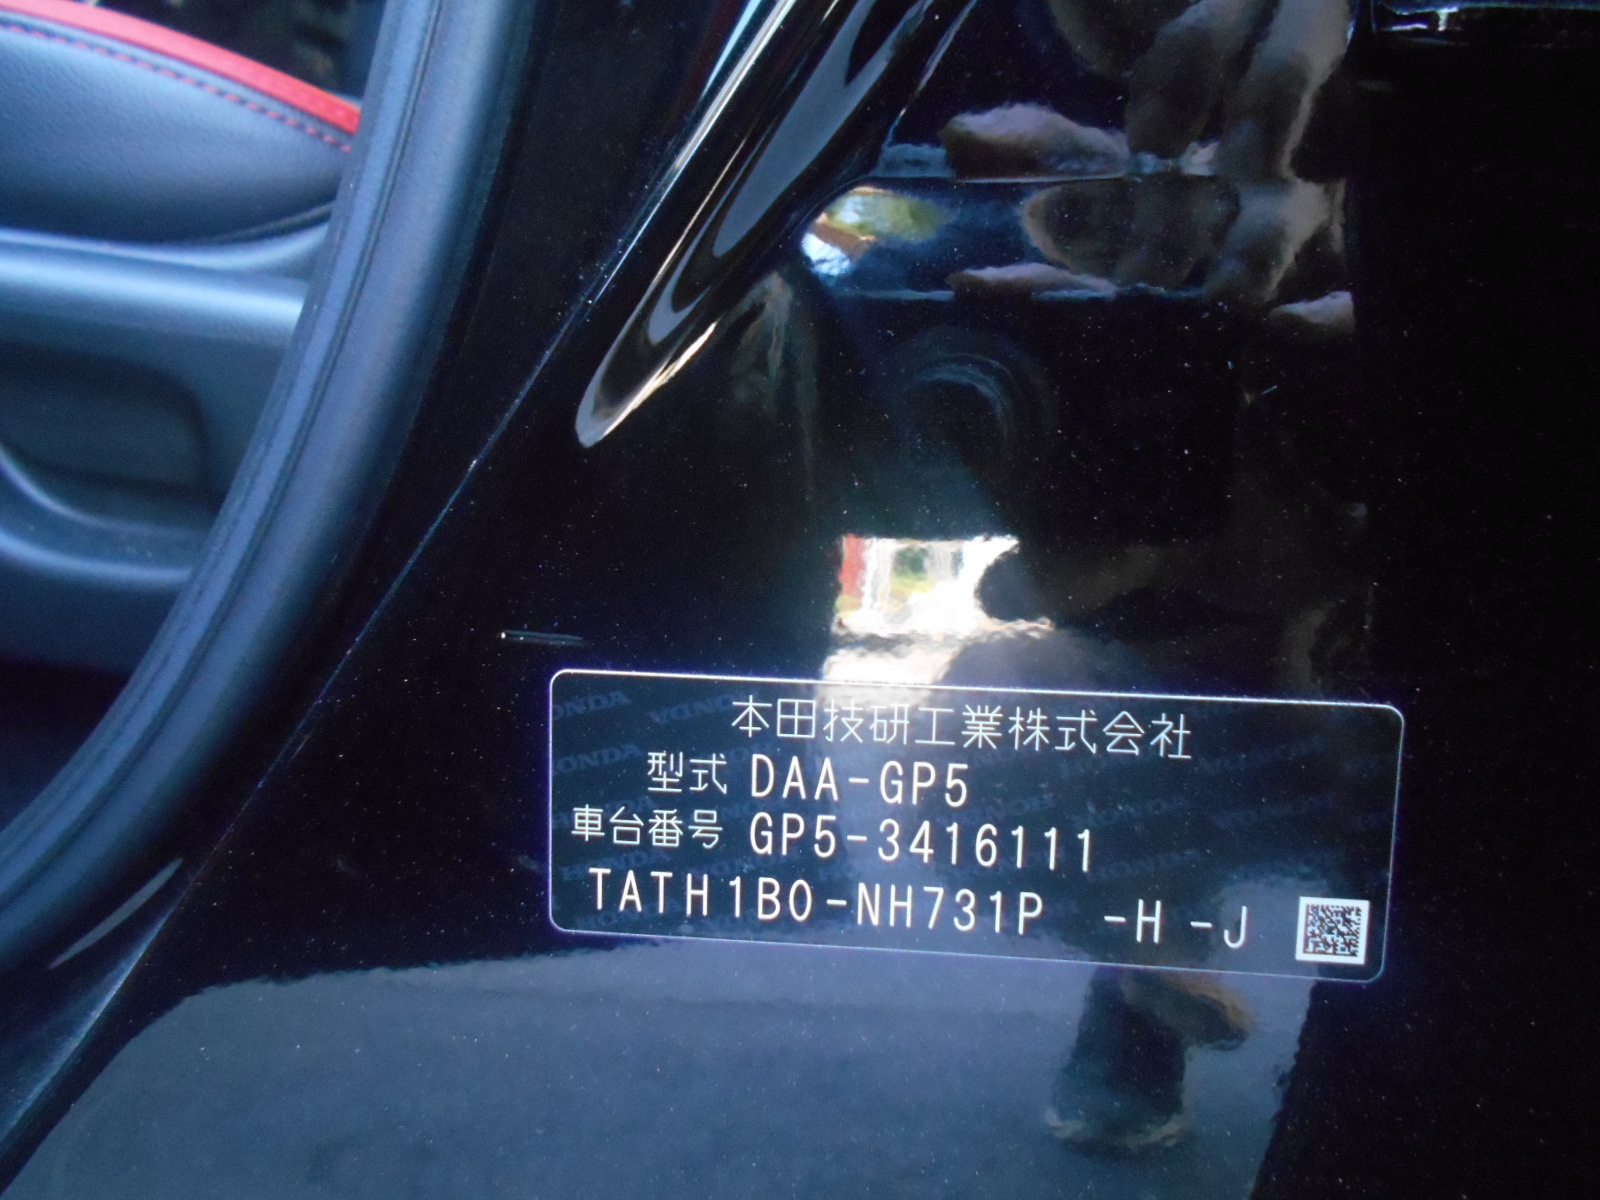 本田技研工業株式会社
型式 DAA-GP5
車台番号 GP5-3416111
TATH1B0-NH731P -H -J